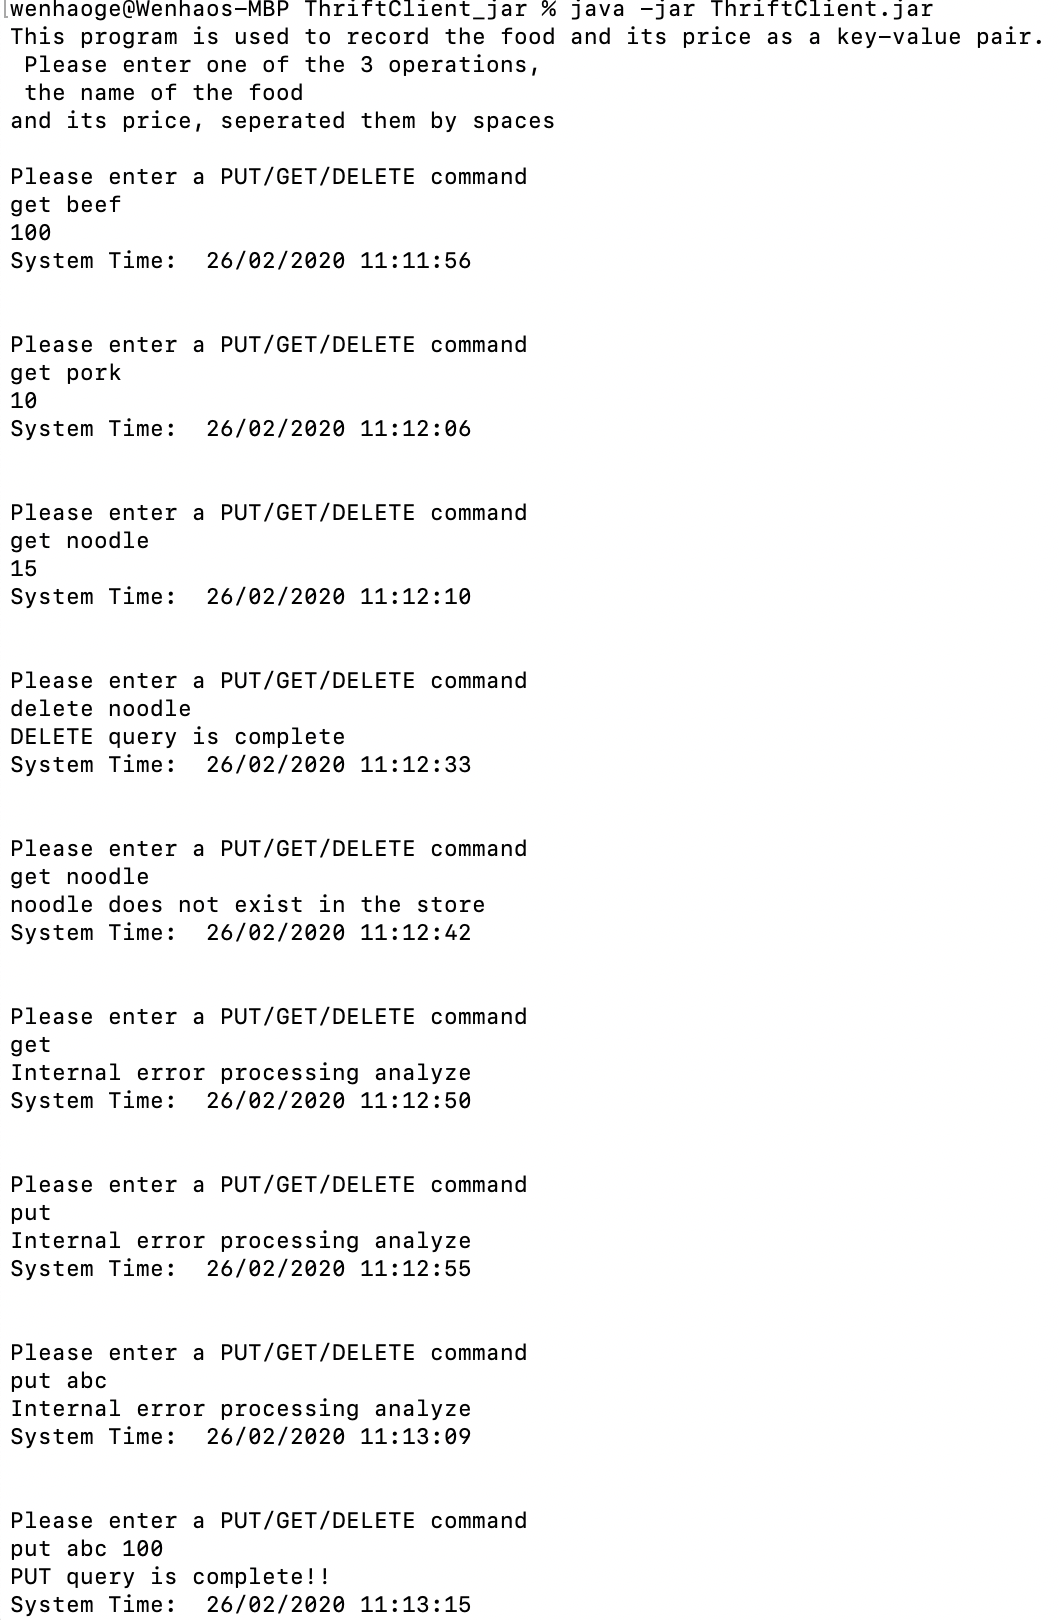 [wenhaoge@Wenhaos-MBP ThriftClient_jar % java -jar ThriftClient.jar
This program is used to record the food and its price as a key-value pair.
 Please enter one of the 3 operations,
 the name of the food
and its price, seperated them by spaces

Please enter a PUT/GET/DELETE command
get beef
100
System Time:  26/02/2020 11:11:56

Please enter a PUT/GET/DELETE command
get pork
10
System Time:  26/02/2020 11:12:06

Please enter a PUT/GET/DELETE command
get noodle
15
System Time:  26/02/2020 11:12:10

Please enter a PUT/GET/DELETE command
delete noodle
DELETE query is complete
System Time:  26/02/2020 11:12:33

Please enter a PUT/GET/DELETE command
get noodle
noodle does not exist in the store
System Time:  26/02/2020 11:12:42

Please enter a PUT/GET/DELETE command
get
Internal error processing analyze
System Time:  26/02/2020 11:12:50

Please enter a PUT/GET/DELETE command
put
Internal error processing analyze
System Time:  26/02/2020 11:12:55

Please enter a PUT/GET/DELETE command
put abc
Internal error processing analyze
System Time:  26/02/2020 11:13:09

Please enter a PUT/GET/DELETE command
put abc 100
PUT query is complete!!
System Time:  26/02/2020 11:13:15